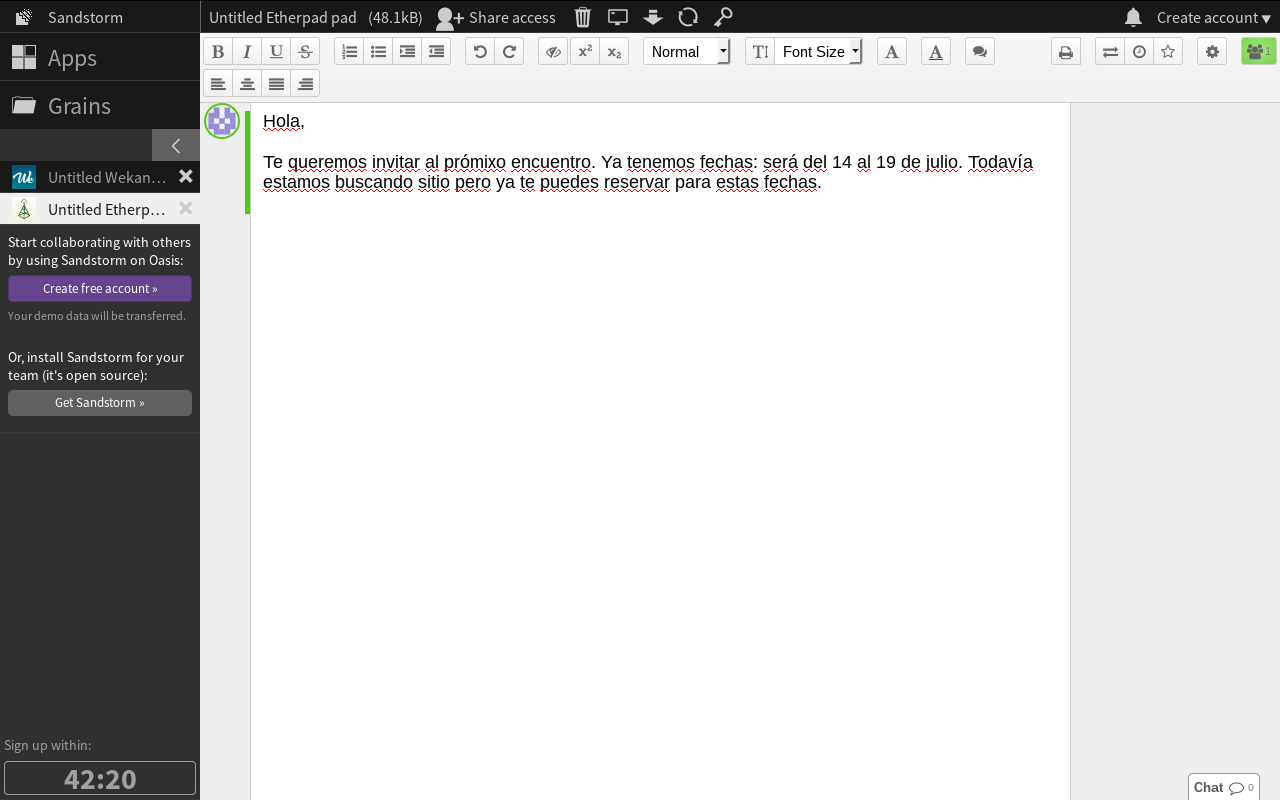 Sandstorm
Untitled Etherpad pad (48.1kB) Share access
Create account ▾
Apps
Grains
B I U S
x² x₂ Normal T! Font Size A A
1
Untitled Wekan…
Untitled Etherp…
Start collaborating with others
by using Sandstorm on Oasis:
Create free account »
Your demo data will be transferred.
Or, install Sandstorm for your
team (it's open source):
Get Sandstorm »
Sign up within:
42:20
Hola,
Te queremos invitar al prómixo encuentro. Ya tenemos fechas: será del 14 al 19 de julio. Todavía
estamos buscando sitio pero ya te puedes reservar para estas fechas.
Chat 0